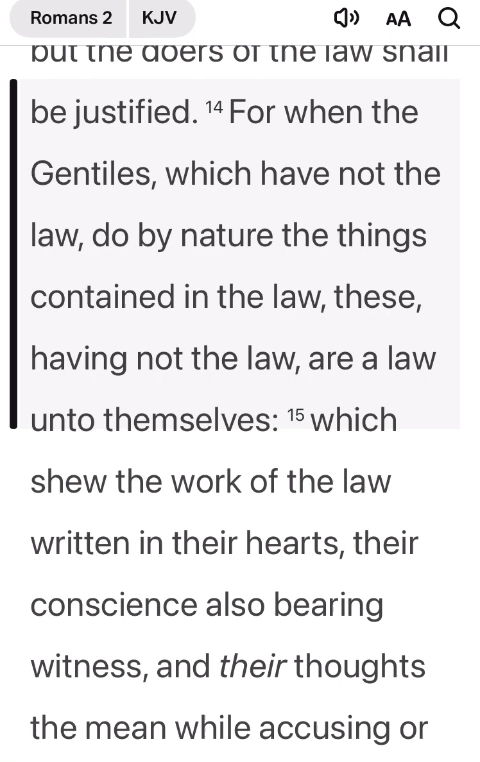 Romans 2 KJV AA
but the doers of the law shall
be justified. 14 For when the
Gentiles, which have not the
law, do by nature the things
contained in the law, these,
having not the law, are a law
unto themselves: 15 which
shew the work of the law
written in their hearts, their
conscience also bearing
witness, and their thoughts
the mean while accusing or